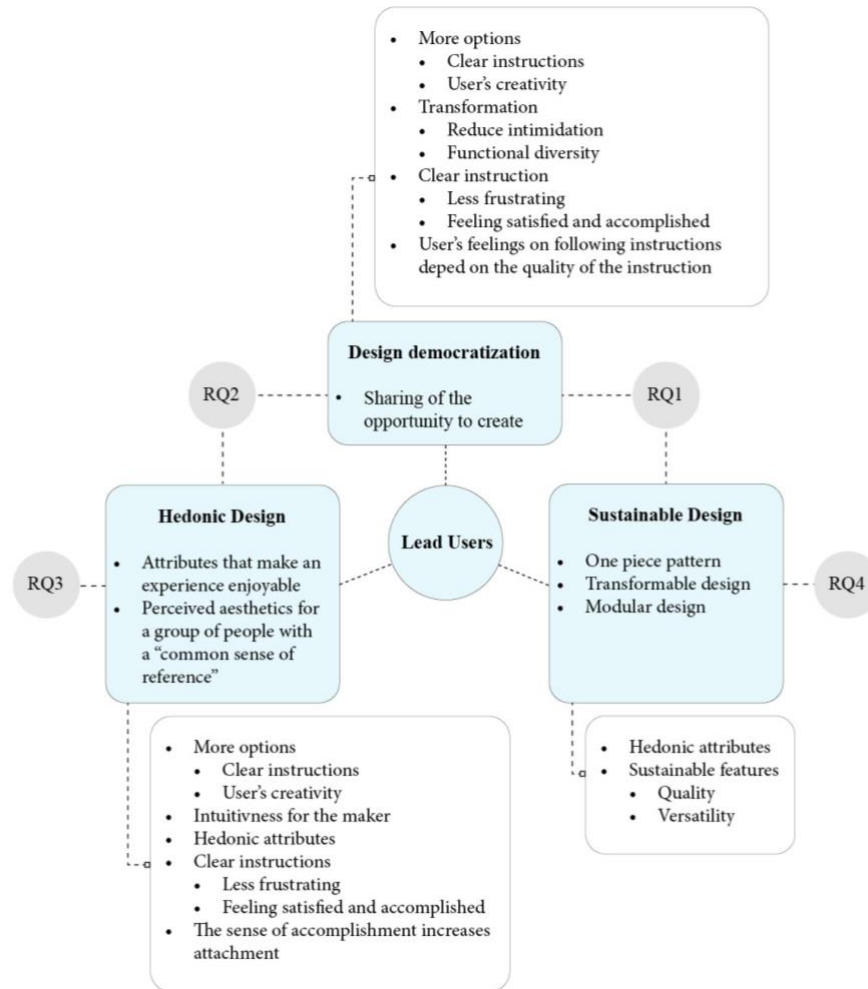 • More options
• Clear instructions
• User's creativity
• Transformation
• Reduce intimidation
• Functional diversity
• Clear instruction
• Less frustrating
• Feeling satisfied and accomplished
• User's feelings on following instructions
deped on the quality of the instruction
Design democratization
• Sharing of the
opportunity to create
RQ2
RQ1
Hedonic Design
• Attributes that make an
experience enjoyable
• Perceived aesthetics for
a group of people with
a “common sense of
reference”
Lead Users
Sustainable Design
• One piece pattern
• Transformable design
• Modular design
RQ3
RQ4
• More options
• Clear instructions
• User's creativity
• Intuitivness for the maker
• Hedonic attributes
• Clear instructions
• Less frustrating
• Feeling satisfied and accomplished
• The sense of accomplishment increases
attachment
• Hedonic attributes
• Sustainable features
• Quality
• Versatility